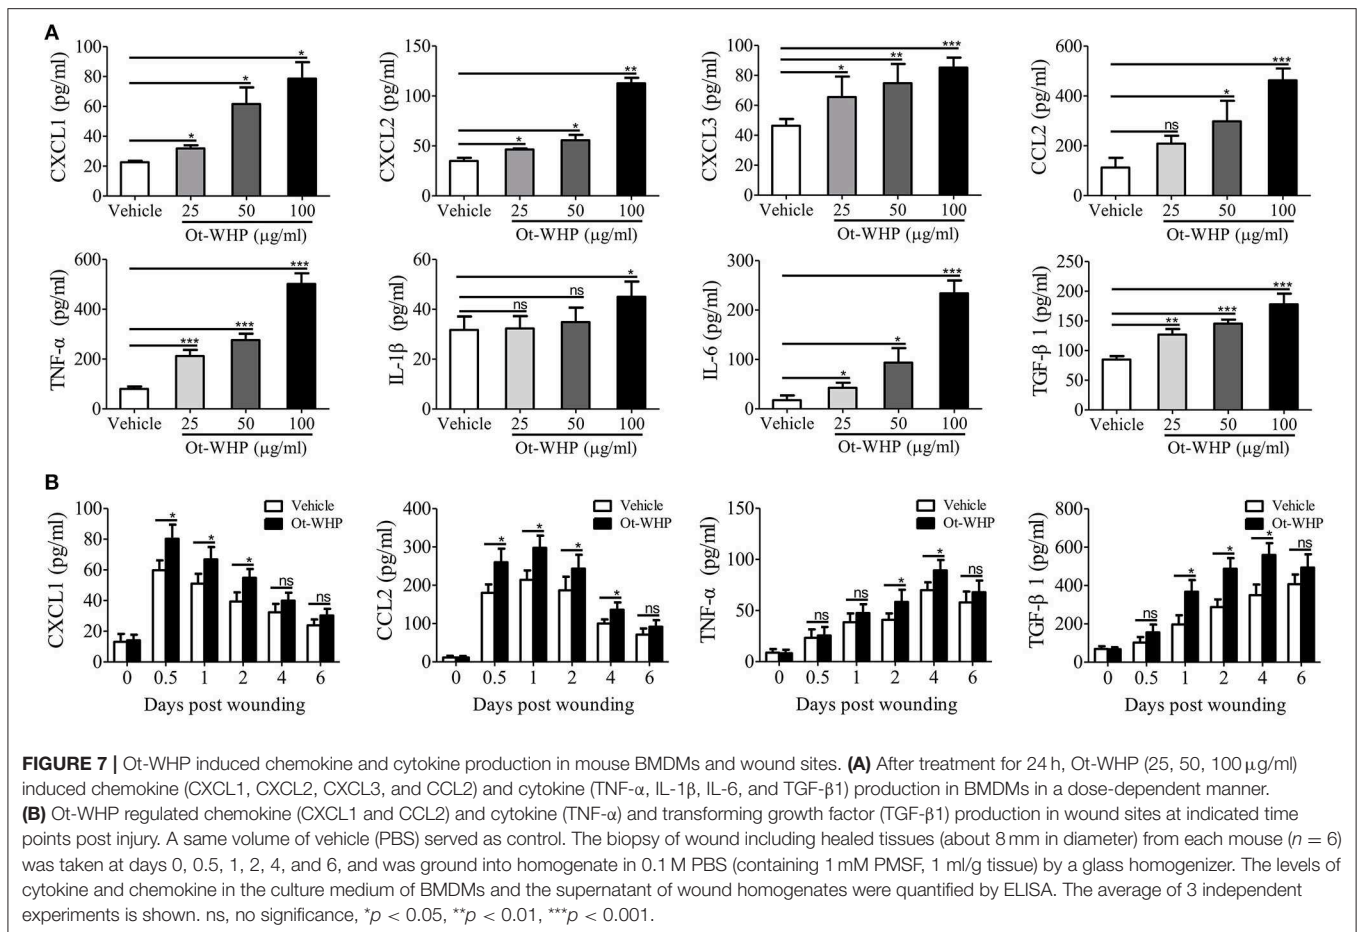 A
CXCL1 (pg/ml)
100
80
60
40
20
0
*
*
*
Vehicle 25 50 100
Ot-WHP (μg/ml)
CXCL2 (pg/ml)
150
100
50
0
**
*
*
Vehicle 25 50 100
Ot-WHP (μg/ml)
CXCL3 (pg/ml)
100
80
60
40
20
0
***
**
*
Vehicle 25 50 100
Ot-WHP (μg/ml)
CCL2 (pg/ml)
600
400
200
0
***
*
ns
Vehicle 25 50 100
Ot-WHP (μg/ml)
TNF-α (pg/ml)
600
400
200
0
***
***
***
Vehicle 25 50 100
Ot-WHP (μg/ml)
IL-1β (pg/ml)
60
40
20
0
*
ns
ns
Vehicle 25 50 100
Ot-WHP (μg/ml)
IL-6 (pg/ml)
300
200
100
0
***
*
*
Vehicle 25 50 100
Ot-WHP (μg/ml)
TGF-β 1 (pg/ml)
250
200
150
100
50
0
***
***
**
Vehicle 25 50 100
Ot-WHP (μg/ml)
B
CXCL1 (pg/ml)
100
80
60
40
20
0
Vehicle
Ot-WHP
* * * ns ns
0 0.5 1 2 4 6
Days post wounding
CCL2 (pg/ml)
400
300
200
100
0
Vehicle
Ot-WHP
* * * * ns
0 0.5 1 2 4 6
Days post wounding
TNF-α (pg/ml)
150
100
50
0
Vehicle
Ot-WHP
ns ns * * ns
0 0.5 1 2 4 6
Days post wounding
TGF-β 1 (pg/ml)
800
600
400
200
0
Vehicle
Ot-WHP
ns * * * ns
0 0.5 1 2 4 6
Days post wounding
FIGURE 7 | Ot-WHP induced chemokine and cytokine production in mouse BMDMs and wound sites. (A) After treatment for 24 h, Ot-WHP (25, 50, 100 μg/ml)
induced chemokine (CXCL1, CXCL2, CXCL3, and CCL2) and cytokine (TNF-α, IL-1β, IL-6, and TGF-β1) production in BMDMs in a dose-dependent manner.
(B) Ot-WHP regulated chemokine (CXCL1 and CCL2) and cytokine (TNF-α) and transforming growth factor (TGF-β1) production in wound sites at indicated time
points post injury. A same volume of vehicle (PBS) served as control. The biopsy of wound including healed tissues (about 8 mm in diameter) from each mouse (n = 6)
was taken at days 0, 0.5, 1, 2, 4, and 6, and was ground into homogenate in 0.1 M PBS (containing 1 mM PMSF, 1 ml/g tissue) by a glass homogenizer. The levels of
cytokine and chemokine in the culture medium of BMDMs and the supernatant of wound homogenates were quantified by ELISA. The average of 3 independent
experiments is shown. ns, no significance, *p < 0.05, **p < 0.01, ***p < 0.001.